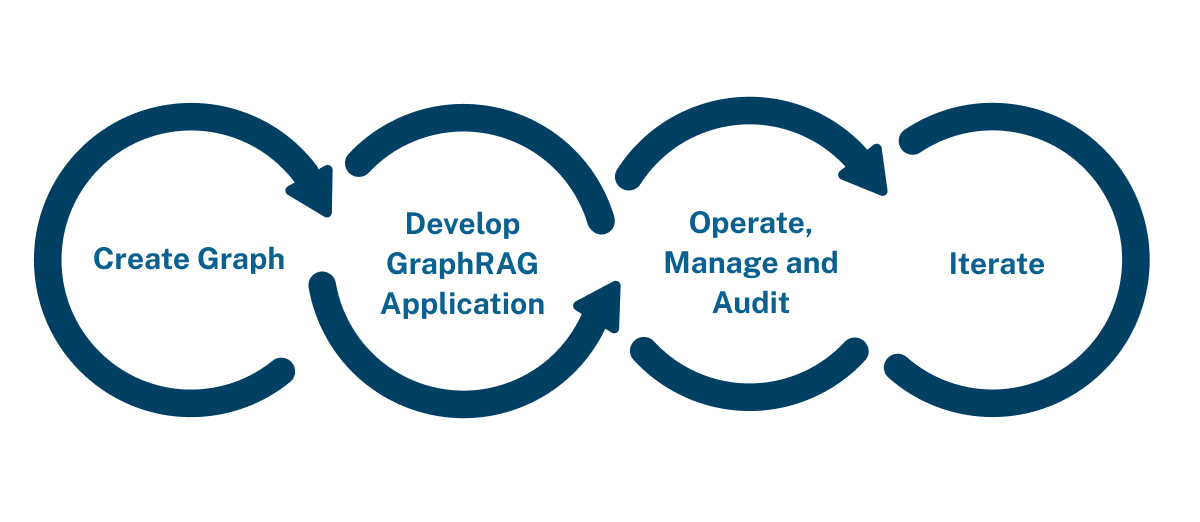 Create Graph
Develop
GraphRAG
Application
Operate,
Manage and
Audit
Iterate